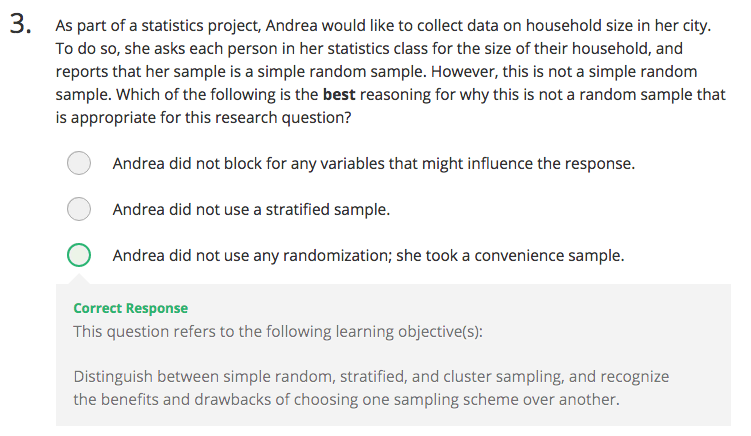 3. As part of a statistics project, Andrea would like to collect data on household size in her city.
To do so, she asks each person in her statistics class for the size of their household, and
reports that her sample is a simple random sample. However, this is not a simple random
sample. Which of the following is the best reasoning for why this is not a random sample that
is appropriate for this research question?
Andrea did not block for any variables that might influence the response.
Andrea did not use a stratified sample.
Andrea did not use any randomization; she took a convenience sample.
Correct Response
This question refers to the following learning objective(s):
Distinguish between simple random, stratified, and cluster sampling, and recognize
the benefits and drawbacks of choosing one sampling scheme over another.